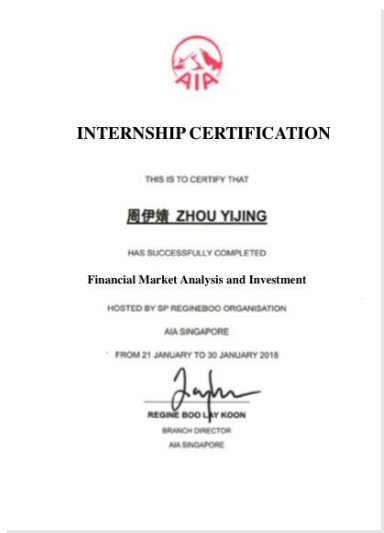 AIA
INTERNSHIP CERTIFICATION
THIS IS TO CERTIFY THAT
周伊婧 ZHOU YIJING
HAS SUCCESSFULLY COMPLETED
Financial Market Analysis and Investment
HOSTED BY SP REGINEBOO ORGANISATION
AIA SINGAPORE
FROM 21 JANUARY TO 30 JANUARY 2018
REGINE BOO LAY KOON
BRANCH DIRECTOR
AIA SINGAPORE